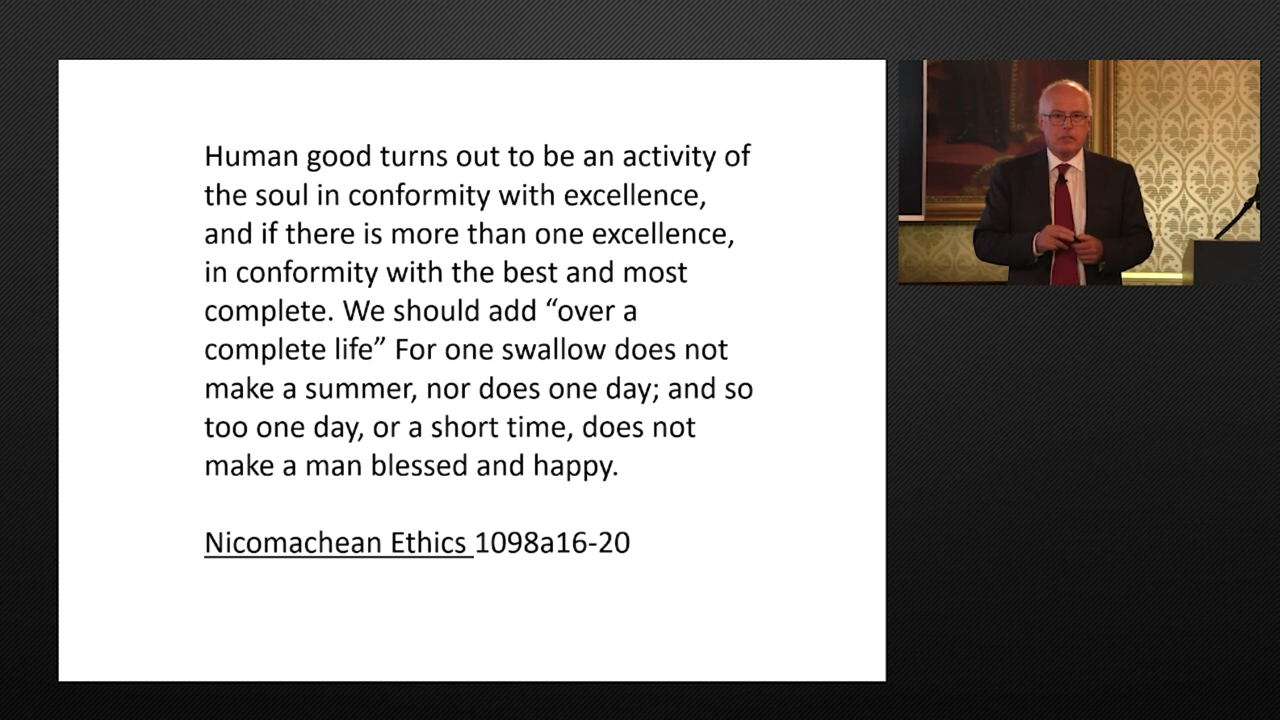 Human good turns out to be an activity of
the soul in conformity with excellence,
and if there is more than one excellence,
in conformity with the best and most
complete. We should add “over a
complete life” For one swallow does not
make a summer, nor does one day; and so
too one day, or a short time, does not
make a man blessed and happy.
Nicomachean Ethics 1098a16-20